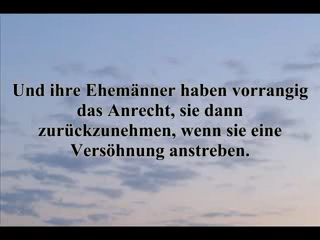 Und ihre Ehemänner haben vorrangig
das Anrecht, sie dann
zurückzunehmen, wenn sie eine
Versöhnung anstreben.